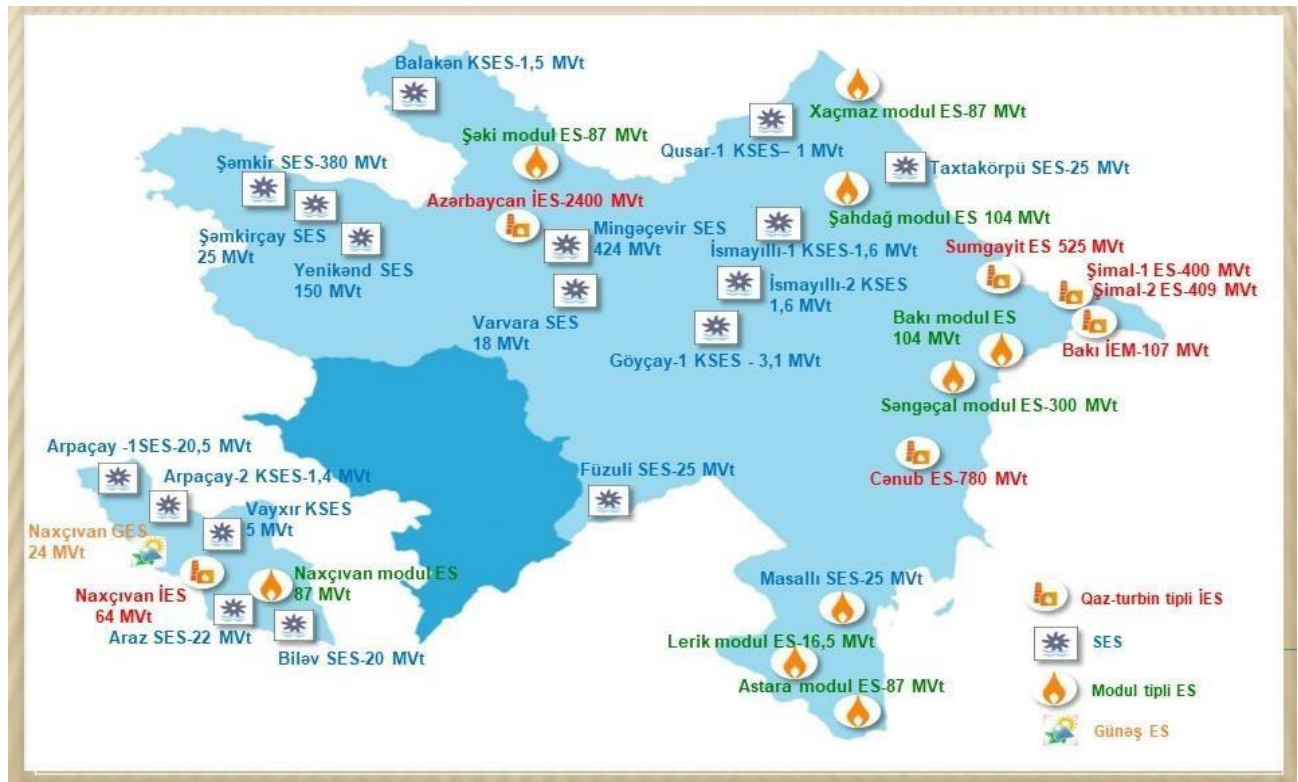 Balakən KSES-1,5 MVt
Xaçmaz modul ES-87 MVt
Şəki modul ES-87 MVt
Qusar-1 KSES– 1 MVt
Şəmkir SES-380 MVt
Taxtakörpü SES-25 MVt
Azərbaycan İES-2400 MVt
Mingəçevir SES
424 MVt
Şahdağ modul ES 104 MVt
Şəmkirçay SES
25 MVt
İsmayıllı-1 KSES-1,6 MVt
Sumgayit ES 525 MVt
Yenikənd SES
150 MVt
İsmayıllı-2 KSES
1,6 MVt
Şimal-1 ES-400 MVt
Şimal-2 ES-409 MVt
Varvara SES
18 MVt
Bakı modul ES
104 MVt
Göyçay-1 KSES - 3,1 MVt
Bakı İEM-107 MVt
Səngəçal modul ES-300 MVt
Arpaçay -1SES-20,5 MVt
Arpaçay-2 KSES-1,4 MVt
Füzuli SES-25 MVt
Cənub ES-780 MVt
Vayxır KSES
5 MVt
Naxçıvan GES
24 MVt
Naxçıvan modul ES
87 MVt
Naxçıvan İES
64 MVt
Araz SES-22 MVt
Biləv SES-20 MVt
Masallı SES-25 MVt
Lerik modul ES-16,5 MVt
Astara modul ES-87 MVt
Qaz-turbin tipli İES
SES
Modul tipli ES
Günəş ES